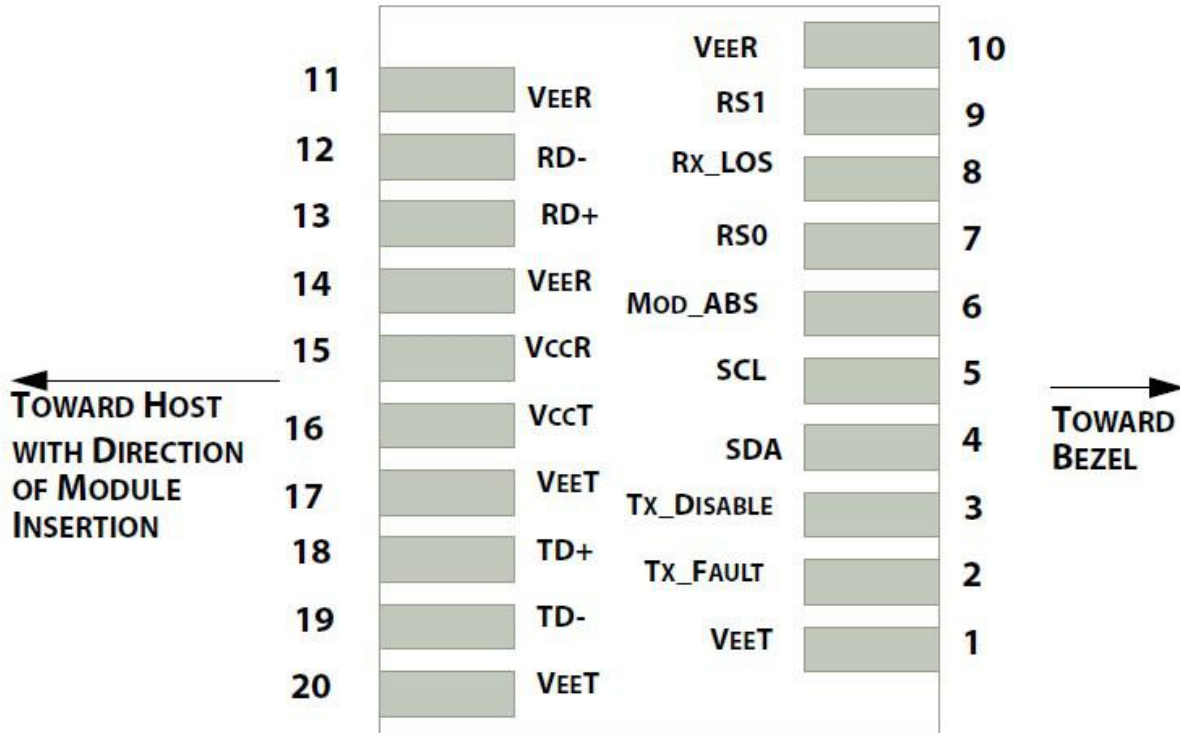 VEER 10
11 VEER
RS1 9
12 RD-
RX_LOS 8
13 RD+
RS0 7
14 VEER
MOD_ABS 6
15 VCCR
SCL 5
16 VCCT
SDA 4
17 VEET
TX_DISABLE 3
18 TD+
TX_FAULT 2
19 TD-
VEET 1
20 VEET
TOWARD HOST
WITH DIRECTION
OF MODULE
INSERTION
TOWARD
BEZEL